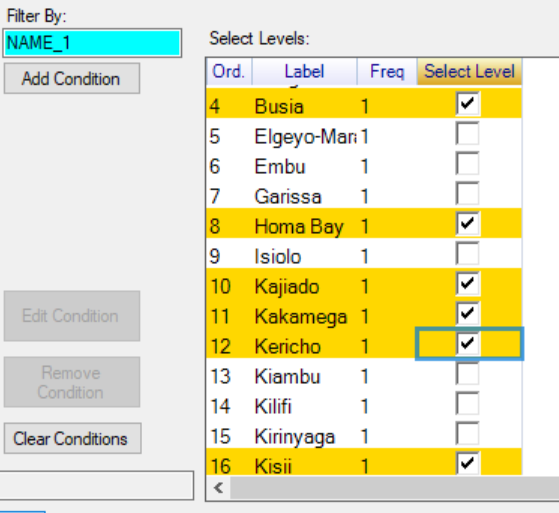 Filter By:
NAME_1
Add Condition
Edit Condition
Remove
Condition
Clear Conditions
Select Levels:
Ord. Label Freq Select Level
4 Busia 1
5 Elgeyo-Mara 1
6 Embu 1
7 Garissa 1
8 Homa Bay 1
9 Isiolo 1
10 Kajiado 1
11 Kakamega 1
12 Kericho 1
13 Kiambu 1
14 Kilifi 1
15 Kirinyaga 1
16 Kisii 1